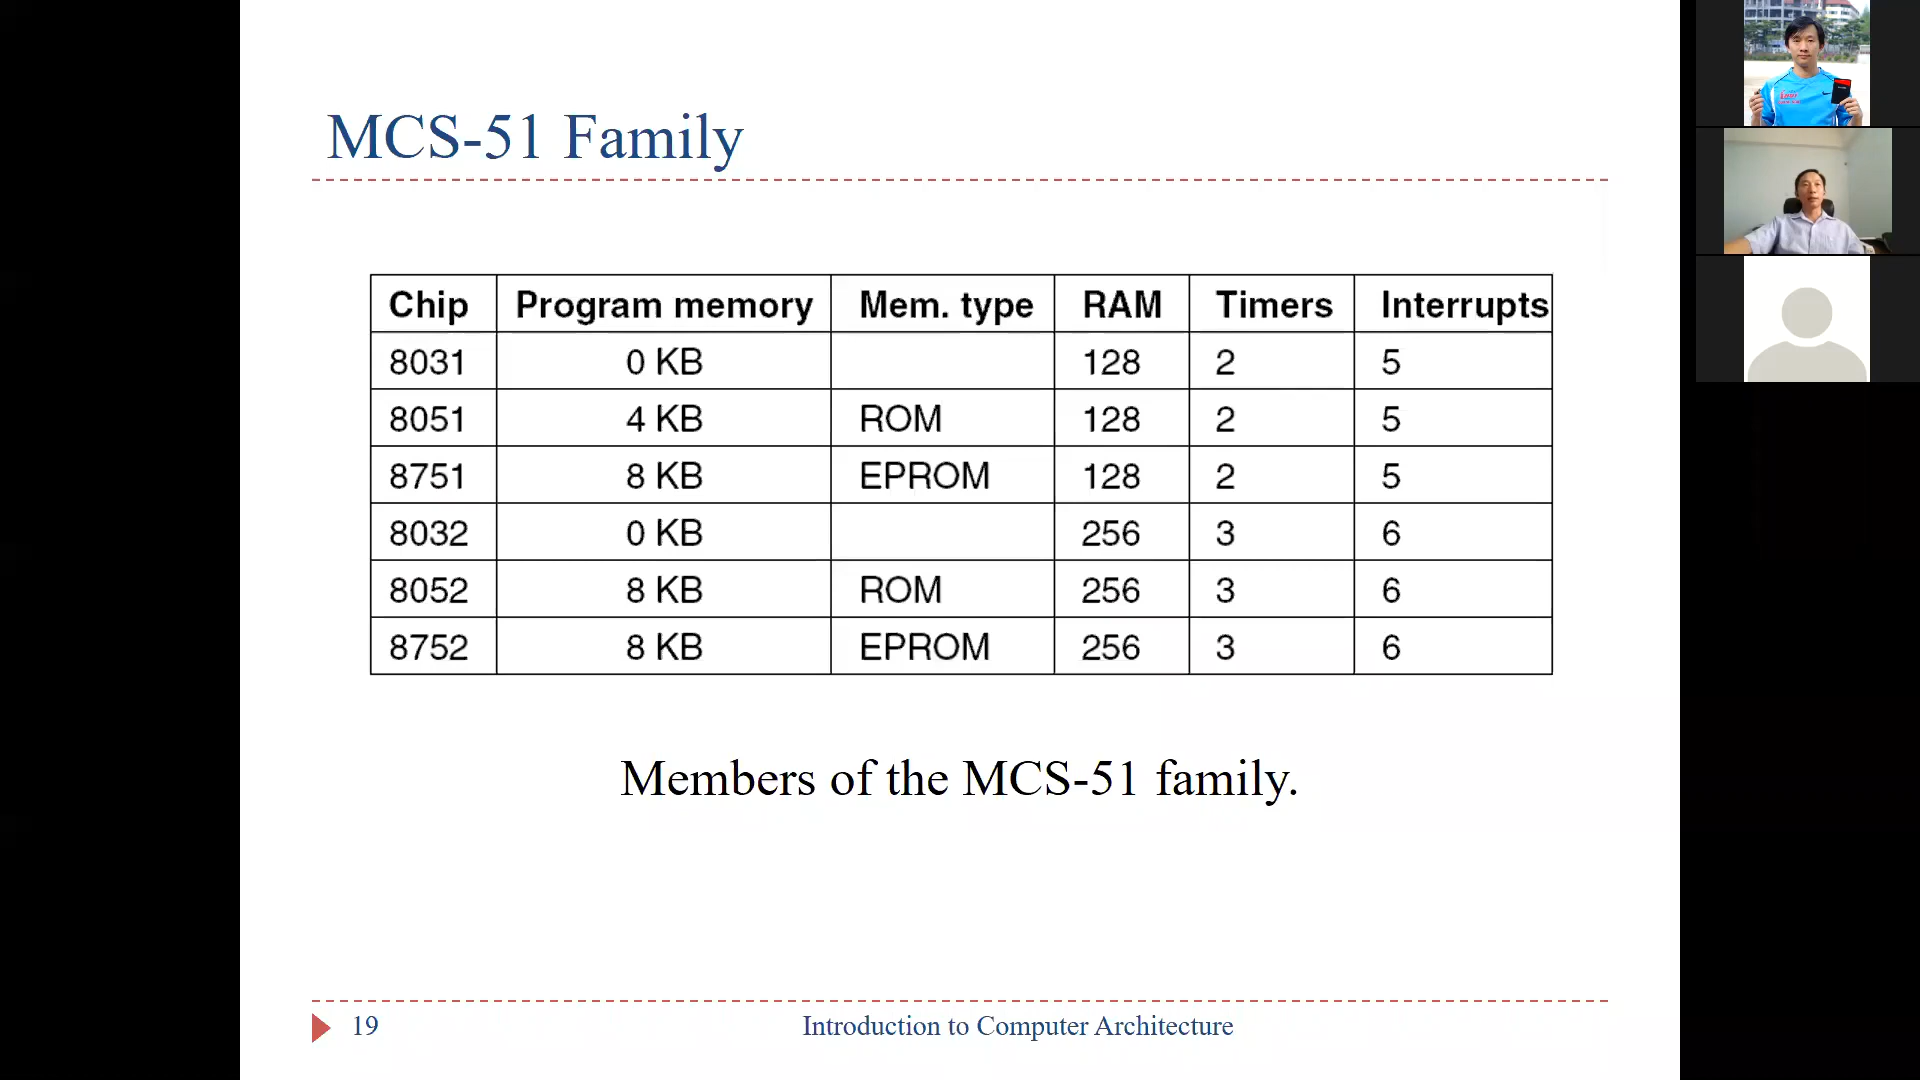 MCS-51 Family
Chip Program memory Mem. type RAM Timers Interrupts
8031 0 KB 128 2 5
8051 4 KB ROM 128 2 5
8751 8 KB EPROM 128 2 5
8032 0 KB 256 3 6
8052 8 KB ROM 256 3 6
8752 8 KB EPROM 256 3 6
Members of the MCS-51 family.
19 Introduction to Computer Architecture